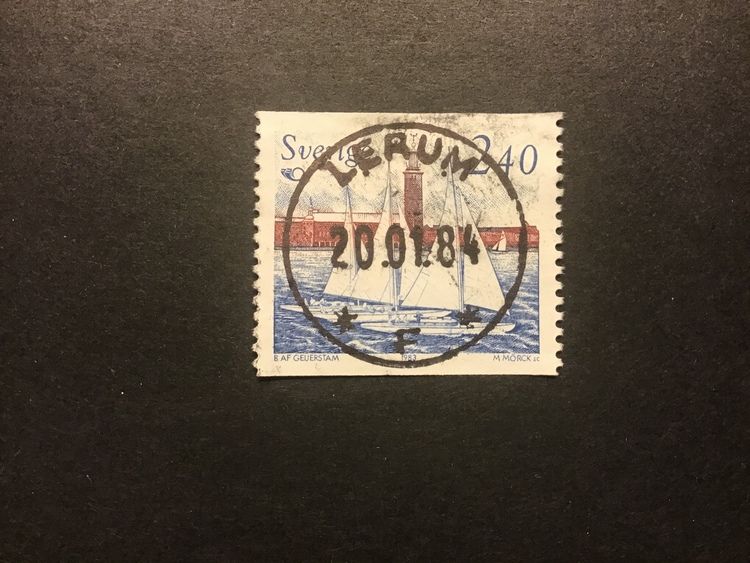 Sverige 2.40
LERUM
20.01.84
* F *
B AF GEIJERSTAM 1983 M MÖRCK SC